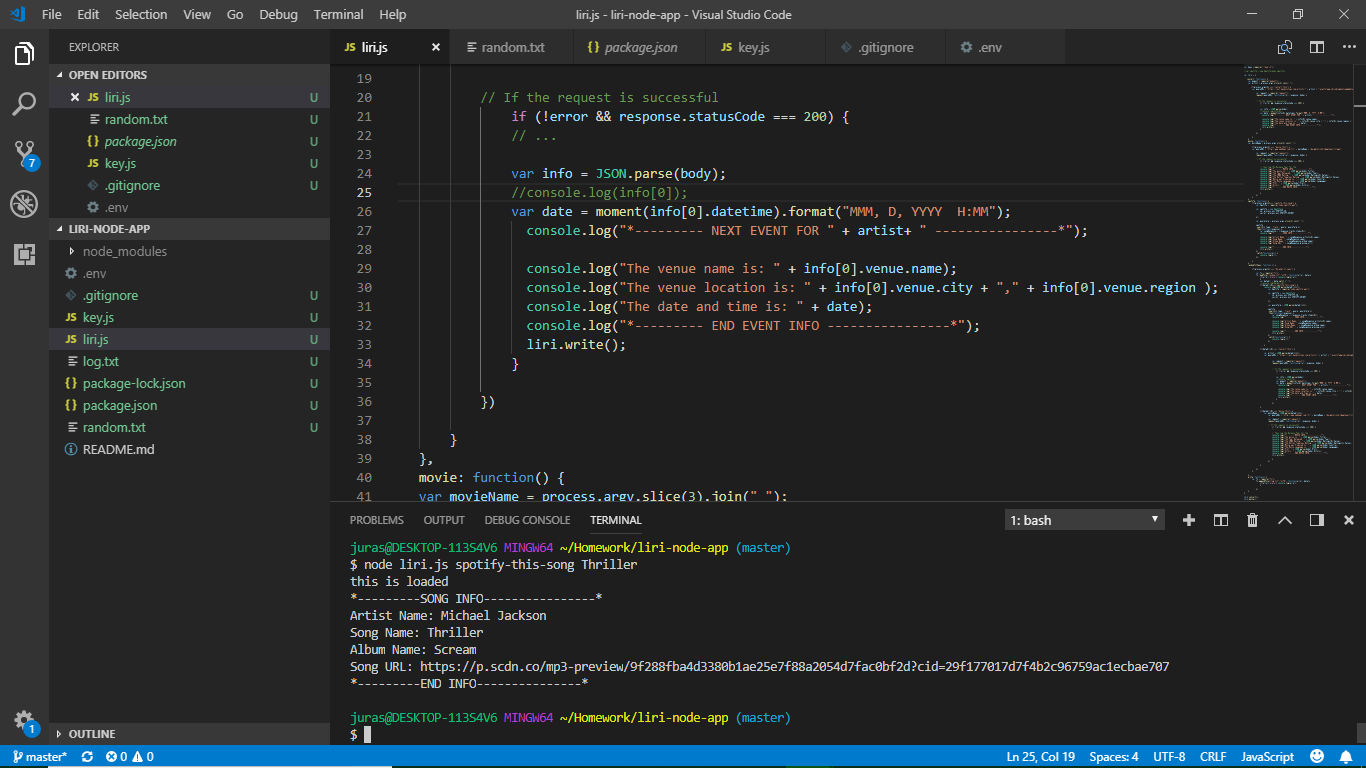 File Edit Selection View Go Debug Terminal Help liri.js - liri-node-app - Visual Studio Code
EXPLORER
OPEN EDITORS
JS liri.js U
random.txt U
{} package.json U
JS key.js U
.gitignore U
.env
LIRI-NODE-APP
node_modules
.env
.gitignore U
JS key.js U
JS liri.js U
log.txt U
{} package-lock.json U
{} package.json U
random.txt U
README.md
OUTLINE
7
1
JS liri.js random.txt {} package.json JS key.js .gitignore .env
19
20 // If the request is successful
21 if (!error && response.statusCode === 200) {
22 // ...
23
24 var info = JSON.parse(body);
25 //console.log(info[0]);
26 var date = moment(info[0].datetime).format("MMM, D, YYYY  H:MM");
27 console.log("*--------- NEXT EVENT FOR " + artist+ " ----------------*");
28
29 console.log("The venue name is: " + info[0].venue.name);
30 console.log("The venue location is: " + info[0].venue.city + "," + info[0].venue.region );
31 console.log("The date and time is: " + date);
32 console.log("*--------- END EVENT INFO ----------------*");
33 liri.write();
34 }
35
36 })
37
38 }
39 },
40 movie: function() {
41 var movieName = process.argv.slice(3).join(" ");
PROBLEMS OUTPUT DEBUG CONSOLE TERMINAL 1: bash
juras@DESKTOP-113S4V6 MINGW64 ~/Homework/liri-node-app (master)
$ node liri.js spotify-this-song Thriller
this is loaded
*---------SONG INFO----------------*
Artist Name: Michael Jackson
Song Name: Thriller
Album Name: Scream
Song URL: https://p.scdn.co/mp3-preview/9f288fba4d3380b1ae25e7f88a2054d7fac0bf2d?cid=29f177017d7f4b2c96759ac1ecbae707
*---------END INFO---------------*
juras@DESKTOP-113S4V6 MINGW64 ~/Homework/liri-node-app (master)
$
master* 0 0 Ln 25, Col 19 Spaces: 4 UTF-8 CRLF JavaScript